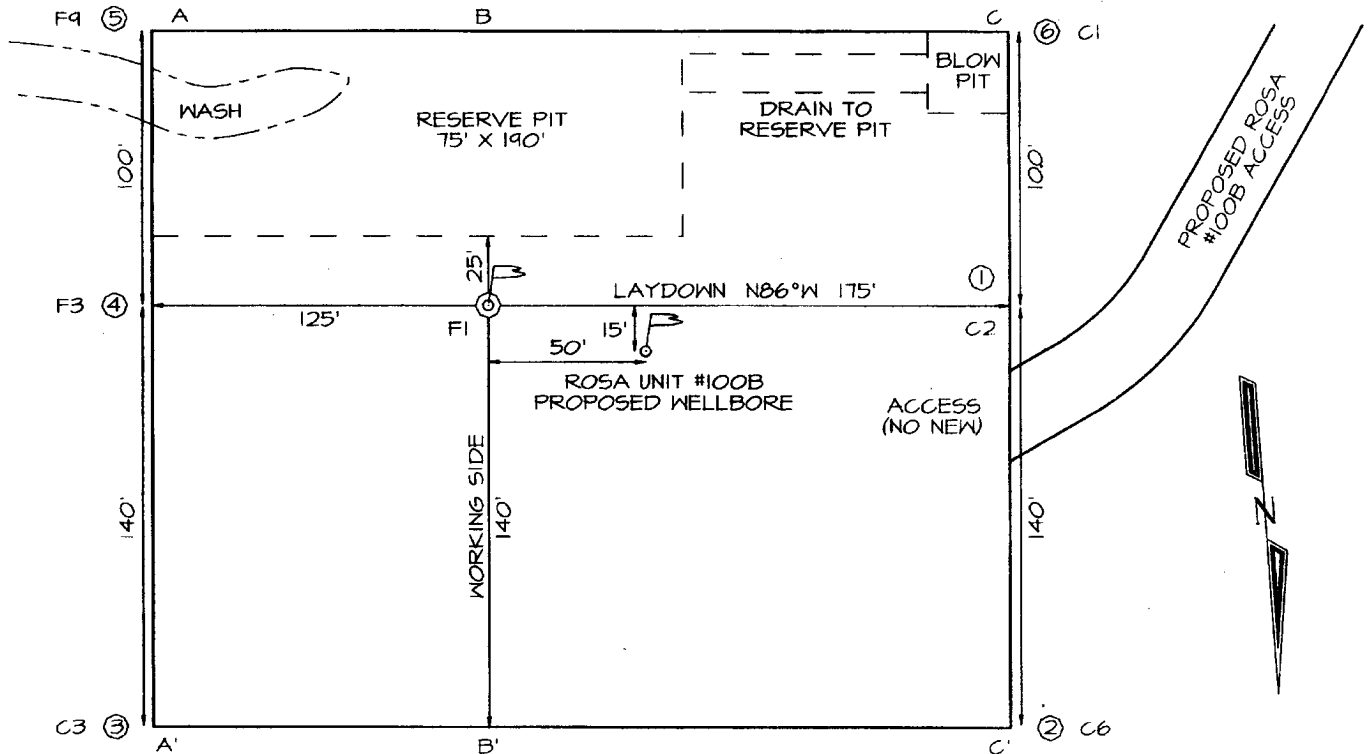 F9 ⑤ A B C ⑥ C1
WASH
RESERVE PIT
75' X 190'
BLOW
PIT
DRAIN TO
RESERVE PIT
PROPOSED ROSA
#100B ACCESS
100'
100'
25'
F3 ④
LAYDOWN N86°W 175'
①
125'
F1
15'
C2
50'
ROSA UNIT #100B
PROPOSED WELLBORE
ACCESS
(NO NEW)
WORKING SIDE
140'
140'
140'
N
C3 ③
② C6
A' B' C'